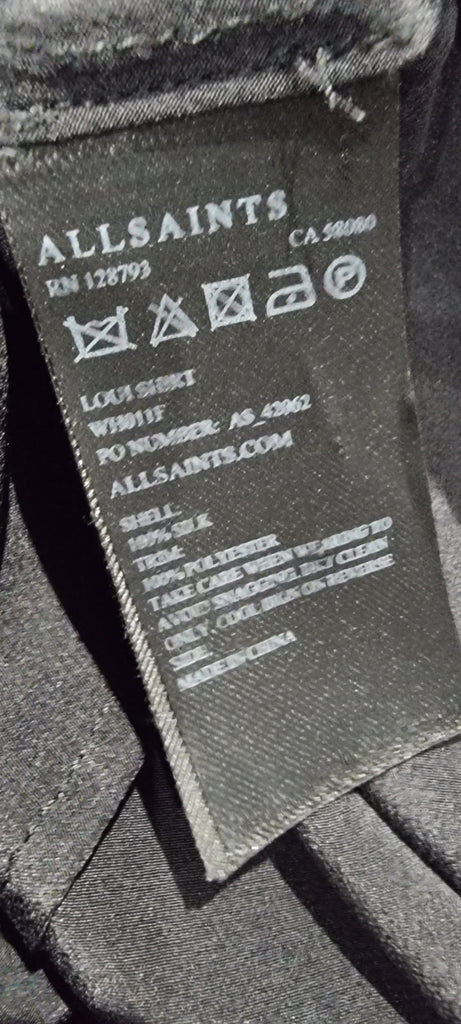 ALLSAINTS
RN 128793 CA 58080
LOUI SHIRT
WH011F
PO NUMBER: AS_42062
ALLSAINTS.COM
SHELL
100% SILK
TRIM:
100% POLYESTER
TAKE CARE WHEN WEARING TO
AVOID SNAGGING. DRY CLEAN
ONLY. COOL IRON ON REVERSE
SIDE.
MADE IN CHINA